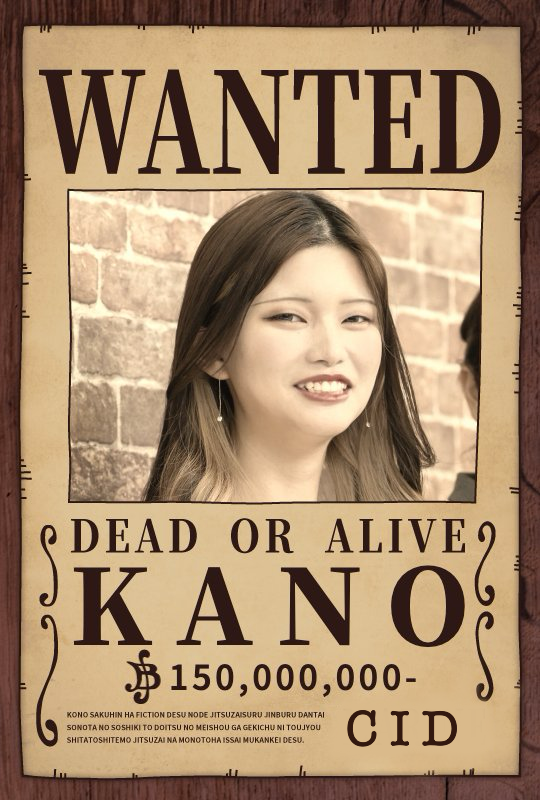 WANTED
DEAD OR ALIVE
KANO
฿150,000,000-
KONO SAKUHIN HA FICTION DESU NODE JITSUZAISURU JINBURU DANTAI
SONOTA NO SOSHIKI TO DOITSU NO MEISHOU GA GEKICHU NI TOUJYOU
SHITATOSHITEMO JITSUZAI NA MONOTOHA ISSAI MUKANKEI DESU.
CID